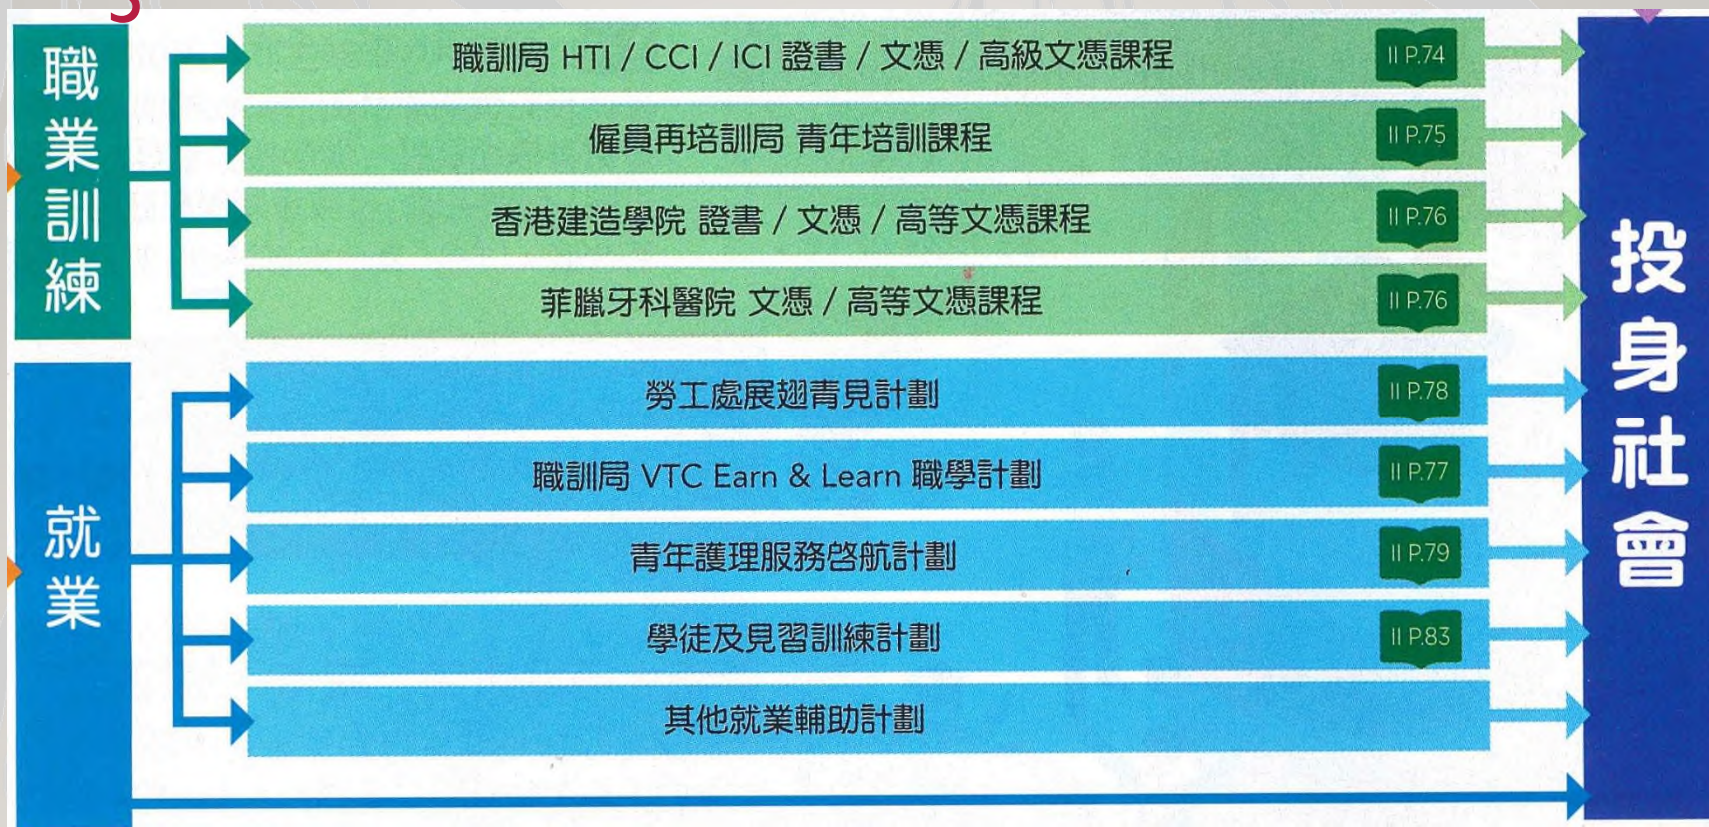 職業訓練
職訓局 HTI / CCI / ICI 證書 / 文憑 / 高級文憑課程
II P.74
僱員再培訓局 青年培訓課程
II P.75
香港建造學院 證書 / 文憑 / 高等文憑課程
II P.76
菲臘牙科醫院 文憑 / 高等文憑課程
II P.76
就業
勞工處展翅青見計劃
II P.78
職訓局 VTC Earn & Learn 職學計劃
II P.77
青年護理服務啓航計劃
II P.79
學徒及見習訓練計劃
II P.83
其他就業輔助計劃
投身社會